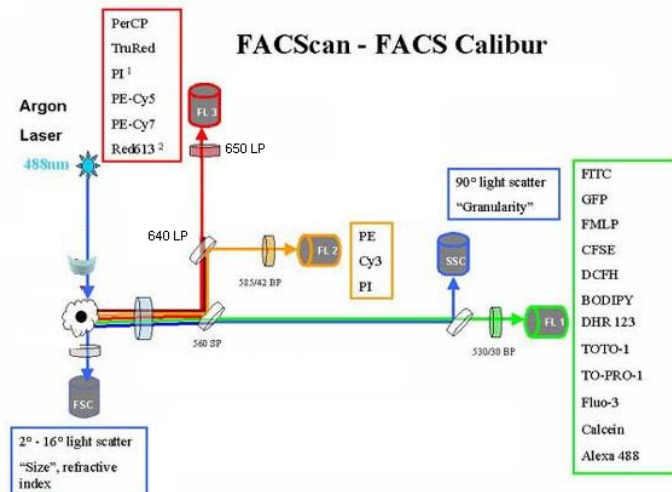 FACScan - FACS Calibur
PerCP
TruRed
PI 1
PE-Cy5
PE-Cy7
Red613 2
Argon
Laser
488nm
FL 3
650 LP
640 LP
585/42 BP
FL 2
PE
Cy3
PI
90° light scatter
"Granularity"
SSC
560 SP
530/30 BP
FL 1
FITC
GFP
FMLP
CFSE
DCFH
BODIPY
DHR 123
TOTO-1
TO-PRO-1
Fluo-3
Calcein
Alexa 488
FSC
2° - 16° light scatter
"Size", refractive
index